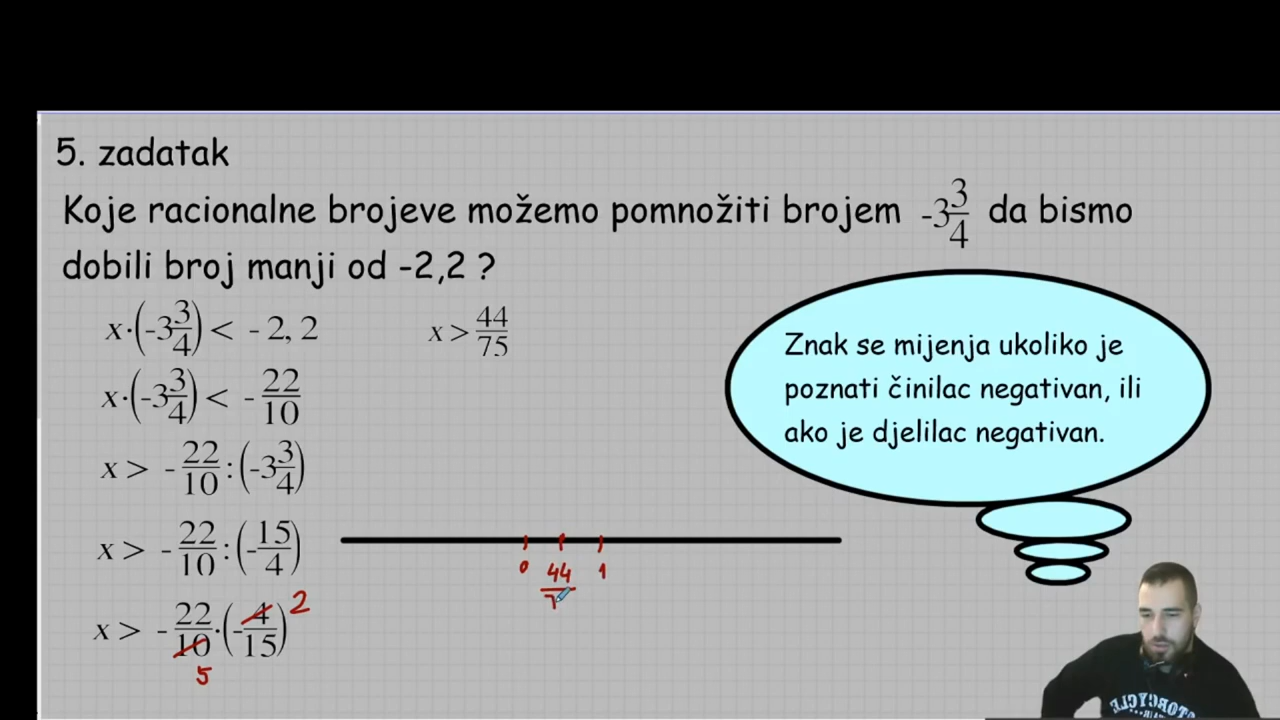 5. zadatak
Koje racionalne brojeve možemo pomnožiti brojem -3 3/4 da bismo
dobili broj manji od -2,2 ?
x·(-3 3/4) < -2, 2
x·(-3 3/4) < - 22/10
x > - 22/10 : (-3 3/4)
x > - 22/10 : (- 15/4)
x > - 22/10 · (- 4/15) 2
5
x > 44/75
Znak se mijenja ukoliko je
poznati činilac negativan, ili
ako je djelilac negativan.
0 44/7 1